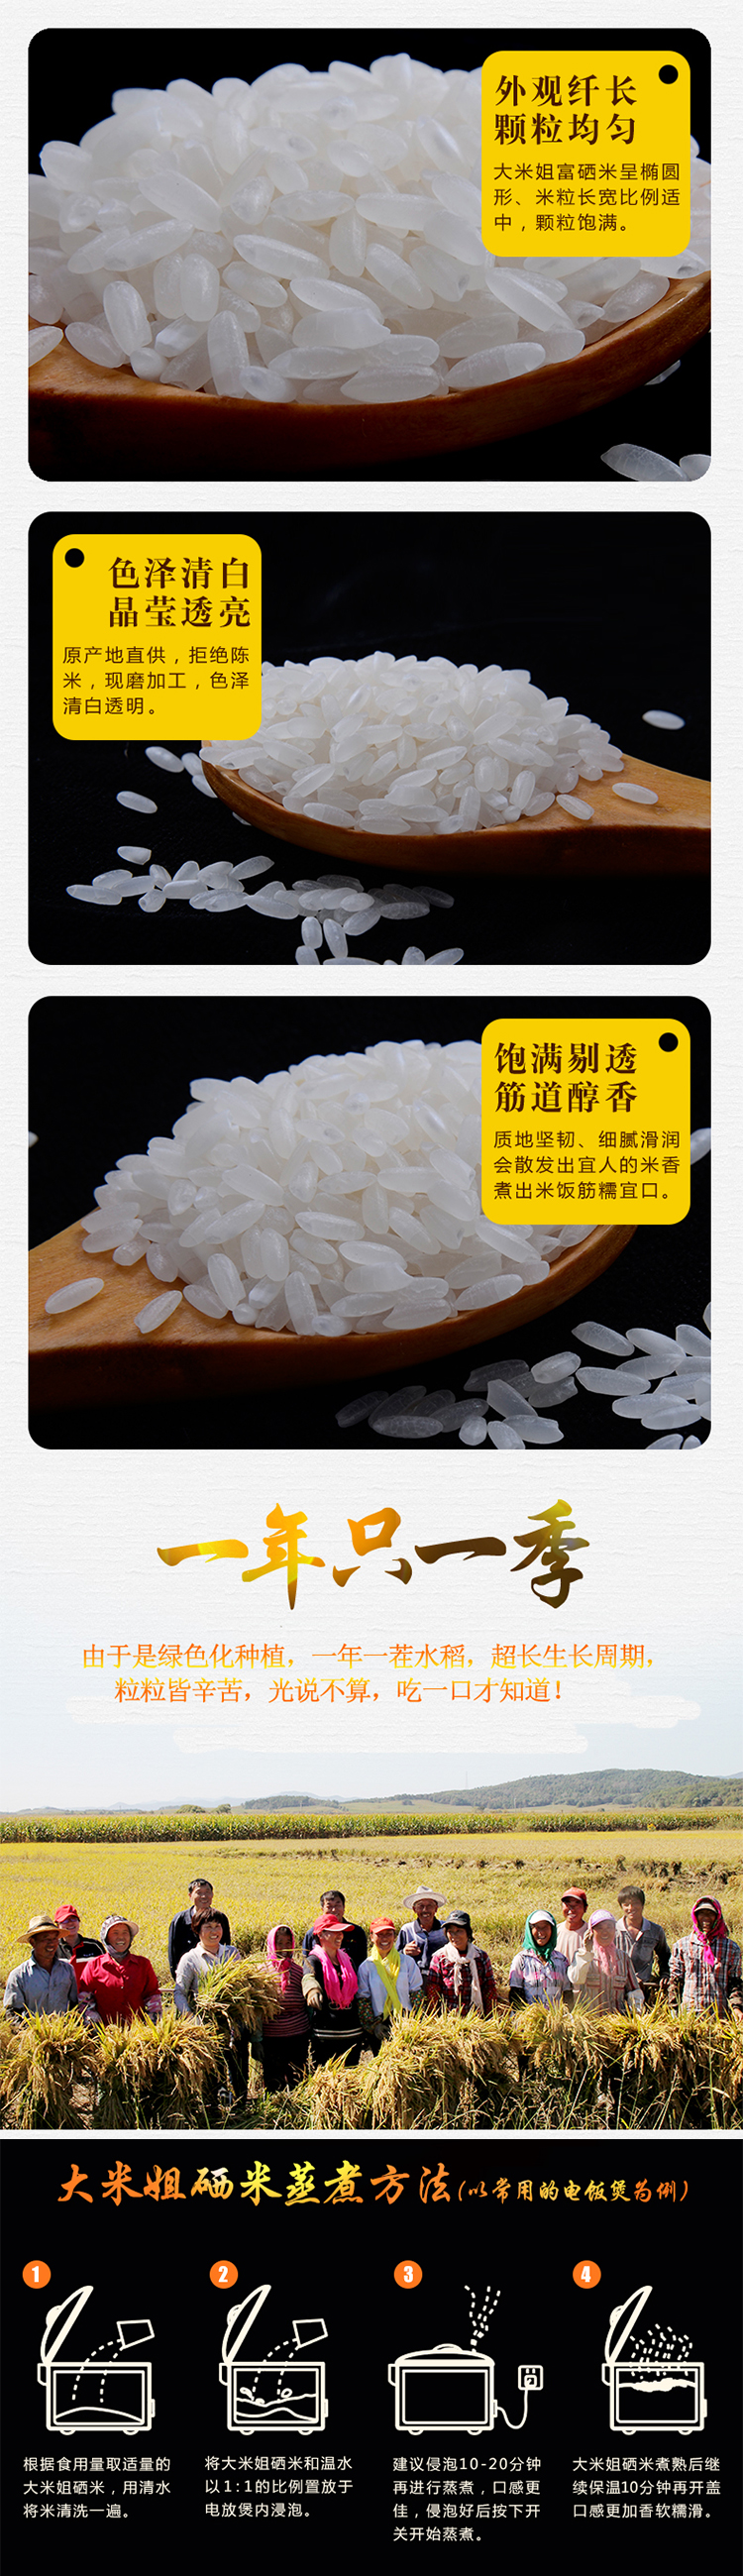 外观纤长
颗粒均匀
大米姐富硒米呈椭圆
形、米粒长宽比例适
中，颗粒饱满。
色泽清白
晶莹透亮
原产地直供，拒绝陈
米，现磨加工，色泽
清白透明。
饱满剔透
筋道醇香
质地坚韧、细腻滑润
会散发出宜人的米香
煮出米饭筋糯宜口。
一年只一季
由于是绿色化种植，一年一茬水稻，超长生长周期，
粒粒皆辛苦，光说不算，吃一口才知道！
大米姐硒米蒸煮方法(以常用的电饭煲为例)
1
2
3
4
根据食用量取适量的
大米姐硒米，用清水
将米清洗一遍。
将大米姐硒米和温水
以1:1的比例置放于
电放煲内浸泡。
建议侵泡10-20分钟
再进行蒸煮，口感更
佳，侵泡好后按下开
关开始蒸煮。
大米姐硒米煮熟后继
续保温10分钟再开盖
口感更加香软糯滑。